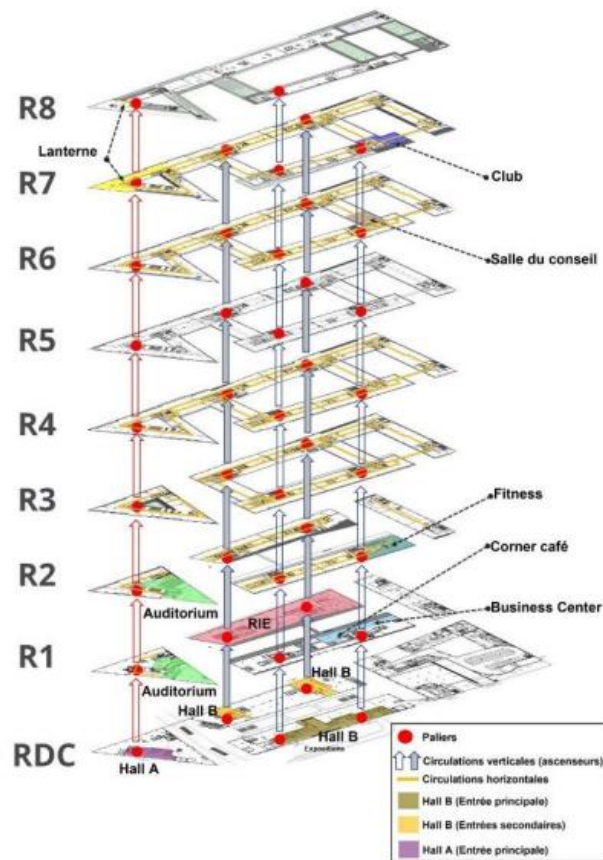 R8
Lanterne
R7
Club
R6
Salle du conseil
R5
R4
R3
Fitness
Corner café
R2
Auditorium
RIE
Business Center
R1
Hall B
Auditorium
Hall B
Hall B
RDC
Expositions
Hall A
Paliers
Circulations verticales (ascenseurs)
Circulations horizontales
Hall B (Entrée principale)
Hall B (Entrées secondaires)
Hall A (Entrée principale)